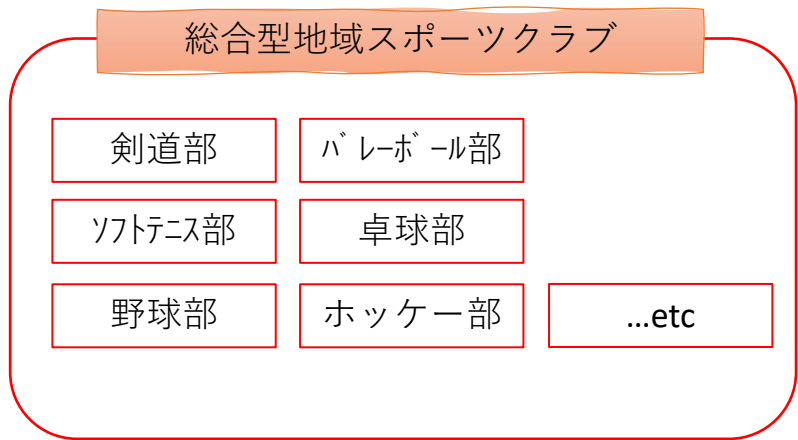 総合型地域スポーツクラブ
剣道部
ﾊﾞﾚｰﾎﾞｰﾙ部
ｿﾌﾄﾃﾆｽ部
卓球部
野球部
ホッケー部
…etc